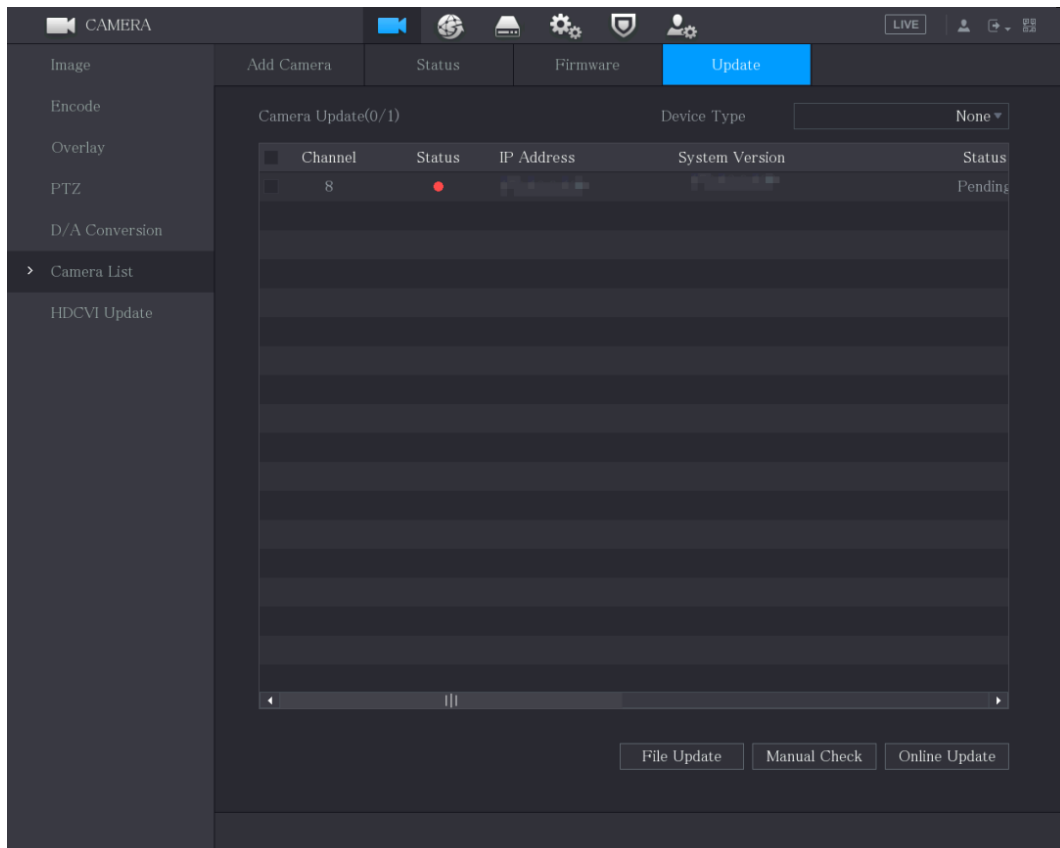 CAMERA LIVE
Image Add Camera Status Firmware Update
Encode Camera Update(0/1) Device Type None
Overlay
Channel Status IP Address System Version Status
PTZ 8 Pending
D/A Conversion
> Camera List
HDCVI Update
File Update Manual Check Online Update